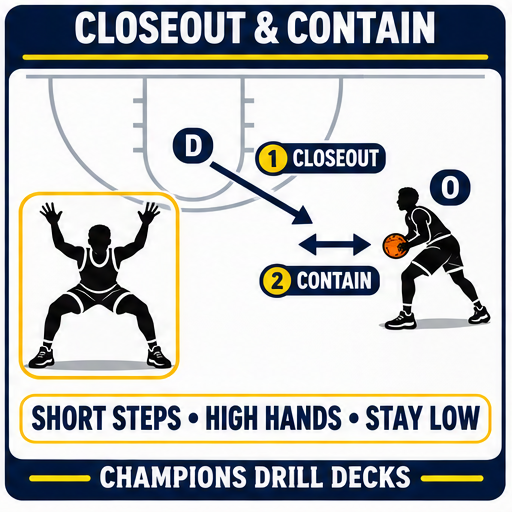 CLOSEOUT & CONTAIN
D
1 CLOSEOUT
O
2 CONTAIN
SHORT STEPS • HIGH HANDS • STAY LOW
CHAMPIONS DRILL DECKS